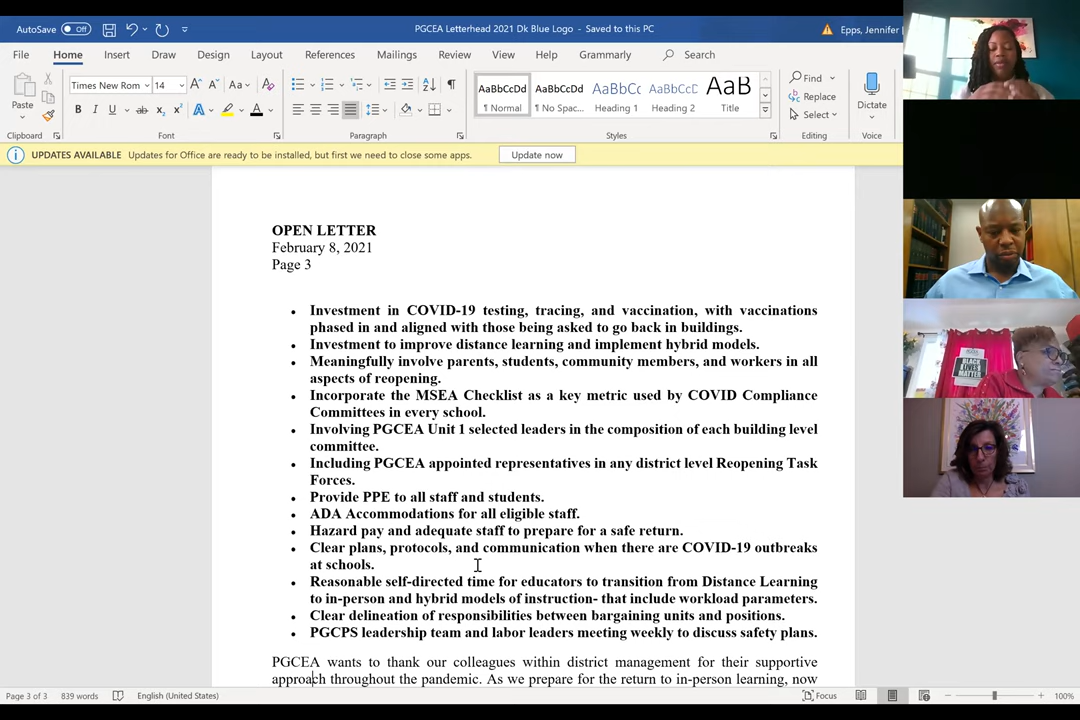 AutoSave Off PGCEA Letterhead 2021 Dk Blue Logo - Saved to this PC Epps, Jennifer
File Home Insert Draw Design Layout References Mailings Review View Help Grammarly Search
Times New Rom 14 Aa
Paste
B I U ab x₂ x² A A
AaBbCcDd AaBbCcDd AaBbCc AaBbCcD AaB
¶ Normal ¶ No Spac... Heading 1 Heading 2 Title
Find
Replace
Select
Dictate
Clipboard Font Paragraph Styles Editing Voice
UPDATES AVAILABLE Updates for Office are ready to be installed, but first we need to close some apps. Update now
OPEN LETTER
February 8, 2021
Page 3
• Investment in COVID-19 testing, tracing, and vaccination, with vaccinations
phased in and aligned with those being asked to go back in buildings.
• Investment to improve distance learning and implement hybrid models.
• Meaningfully involve parents, students, community members, and workers in all
aspects of reopening.
• Incorporate the MSEA Checklist as a key metric used by COVID Compliance
Committees in every school.
• Involving PGCEA Unit 1 selected leaders in the composition of each building level
committee.
• Including PGCEA appointed representatives in any district level Reopening Task
Forces.
• Provide PPE to all staff and students.
• ADA Accommodations for all eligible staff.
• Hazard pay and adequate staff to prepare for a safe return.
• Clear plans, protocols, and communication when there are COVID-19 outbreaks
at schools.
• Reasonable self-directed time for educators to transition from Distance Learning
to in-person and hybrid models of instruction- that include workload parameters.
• Clear delineation of responsibilities between bargaining units and positions.
• PGCPS leadership team and labor leaders meeting weekly to discuss safety plans.
PGCEA wants to thank our colleagues within district management for their supportive
approach throughout the pandemic. As we prepare for the return to in-person learning, now
BLACK
LIVES
MATTER
Page 3 of 3 839 words English (United States) Focus 100%